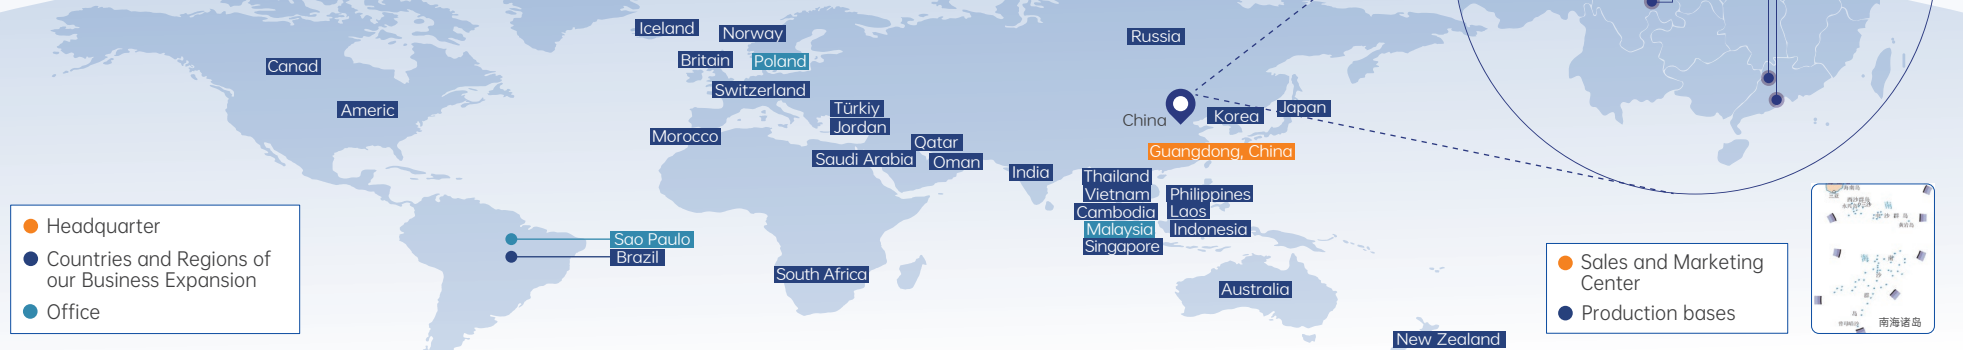 Iceland
Norway
Russia
Britain
Poland
Canad
Switzerland
Americ
Türkiy
Japan
Korea
China
Jordan
Morocco
Qatar
Guangdong, China
Saudi Arabia
Oman
India
Thailand
Vietnam
Philippines
Cambodia
Laos
Malaysia
Indonesia
Singapore
Sao Paulo
Brazil
South Africa
Australia
New Zealand
Headquarter
Countries and Regions of
our Business Expansion
Office
Sales and Marketing
Center
Production bases
南海诸岛